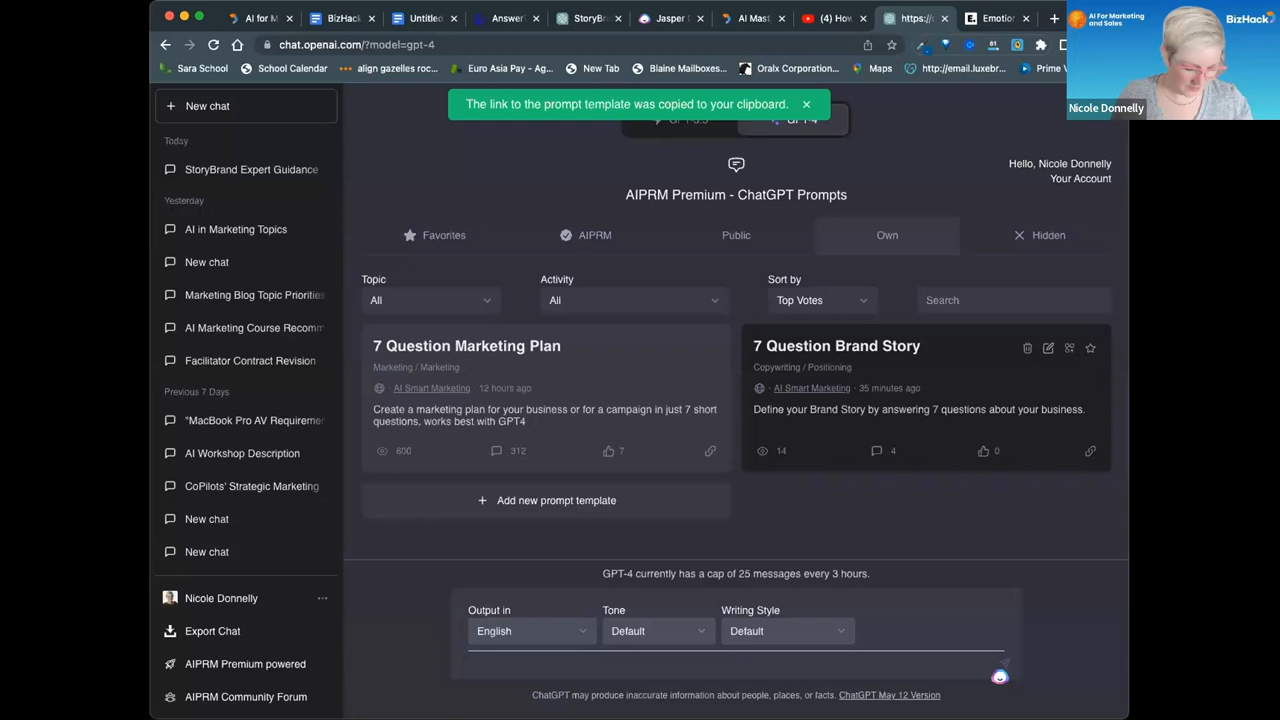 AI for M
BizHack
Untitled
Answer
StoryBra
Jasper
AI Mast
(4) How
https://
Emotion
AI For Marketing
and Sales
BizHack
chat.openai.com/?model=gpt-4
Sara School
School Calendar
align gazelles roc...
Euro Asia Pay - Ag...
New Tab
Blaine Mailboxes...
Oralx Corporation...
Maps
http://email.luxebr...
Prime V
Nicole Donnelly
New chat
The link to the prompt template was copied to your clipboard.
GPT-4
Today
StoryBrand Expert Guidance
Hello, Nicole Donnelly
Your Account
AIPRM Premium - ChatGPT Prompts
Yesterday
AI in Marketing Topics
New chat
Marketing Blog Topic Priorities
AI Marketing Course Recomm
Facilitator Contract Revision
Previous 7 Days
"MacBook Pro AV Requiremer
AI Workshop Description
CoPilots' Strategic Marketing
New chat
New chat
Nicole Donnelly
Export Chat
AIPRM Premium powered
AIPRM Community Forum
Favorites
AIPRM
Public
Own
Hidden
Topic
Activity
Sort by
All
All
Top Votes
Search
7 Question Marketing Plan
Marketing / Marketing
AI Smart Marketing · 12 hours ago
Create a marketing plan for your business or for a campaign in just 7 short
questions, works best with GPT4
600
312
7
7 Question Brand Story
Copywriting / Positioning
AI Smart Marketing · 35 minutes ago
Define your Brand Story by answering 7 questions about your business.
14
4
0
+ Add new prompt template
GPT-4 currently has a cap of 25 messages every 3 hours.
Output in
Tone
Writing Style
English
Default
Default
ChatGPT may produce inaccurate information about people, places, or facts. ChatGPT May 12 Version